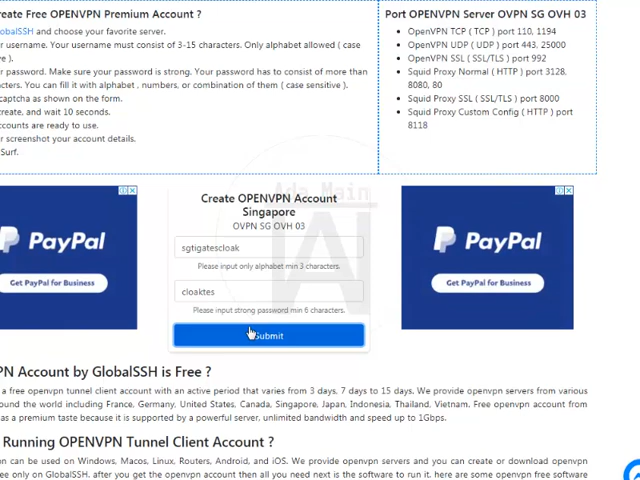 reate Free OPENVPN Premium Account ?
lobalSSH and choose your favorite server.
r username. Your username must consist of 3-15 characters. Only alphabet allowed ( case
ve ).
r password. Make sure your password is strong. Your password has to consist of more than
cters. You can fill it with alphabet , numbers, or combination of them ( case sensitive ).
captcha as shown on the form.
create, and wait 10 seconds.
accounts are ready to use.
r screenshot your account details.
Surf.
Port OPENVPN Server OVPN SG OVH 03
OpenVPN TCP ( TCP ) port 110, 1194
OpenVPN UDP ( UDP ) port 443, 25000
OpenVPN SSL ( SSL/TLS ) port 992
Squid Proxy Normal ( HTTP ) port 3128,
8080, 80
Squid Proxy SSL ( SSL/TLS ) port 8000
Squid Proxy Custom Config ( HTTP ) port
8118
PayPal
Get PayPal for Business
Ada Main
Create OPENVPN Account
Singapore
OVPN SG OVH 03
sgtigatescloak
Please input only alphabet min 3 characters.
cloaktes
Please input strong password min 6 characters.
Submit
PayPal
Get PayPal for Business
PN Account by GlobalSSH is Free ?
a free openvpn tunnel client account with an active period that varies from 3 days, 7 days to 15 days. We provide openvpn servers from various
ound the world including France, Germany, United States, Canada, Singapore, Japan, Indonesia, Thailand, Vietnam. Free openvpn account from
as a premium taste because it is supported by a powerful server, unlimited bandwidth and speed up to 1Gbps.
Running OPENVPN Tunnel Client Account ?
on can be used on Windows, Macos, Linux, Routers, Android, and iOS. We provide openvpn servers and you can create or download openvpn
ee only on GlobalSSH. after you get the openvpn account then all you need next is the software to run it. here are some openvpn free software